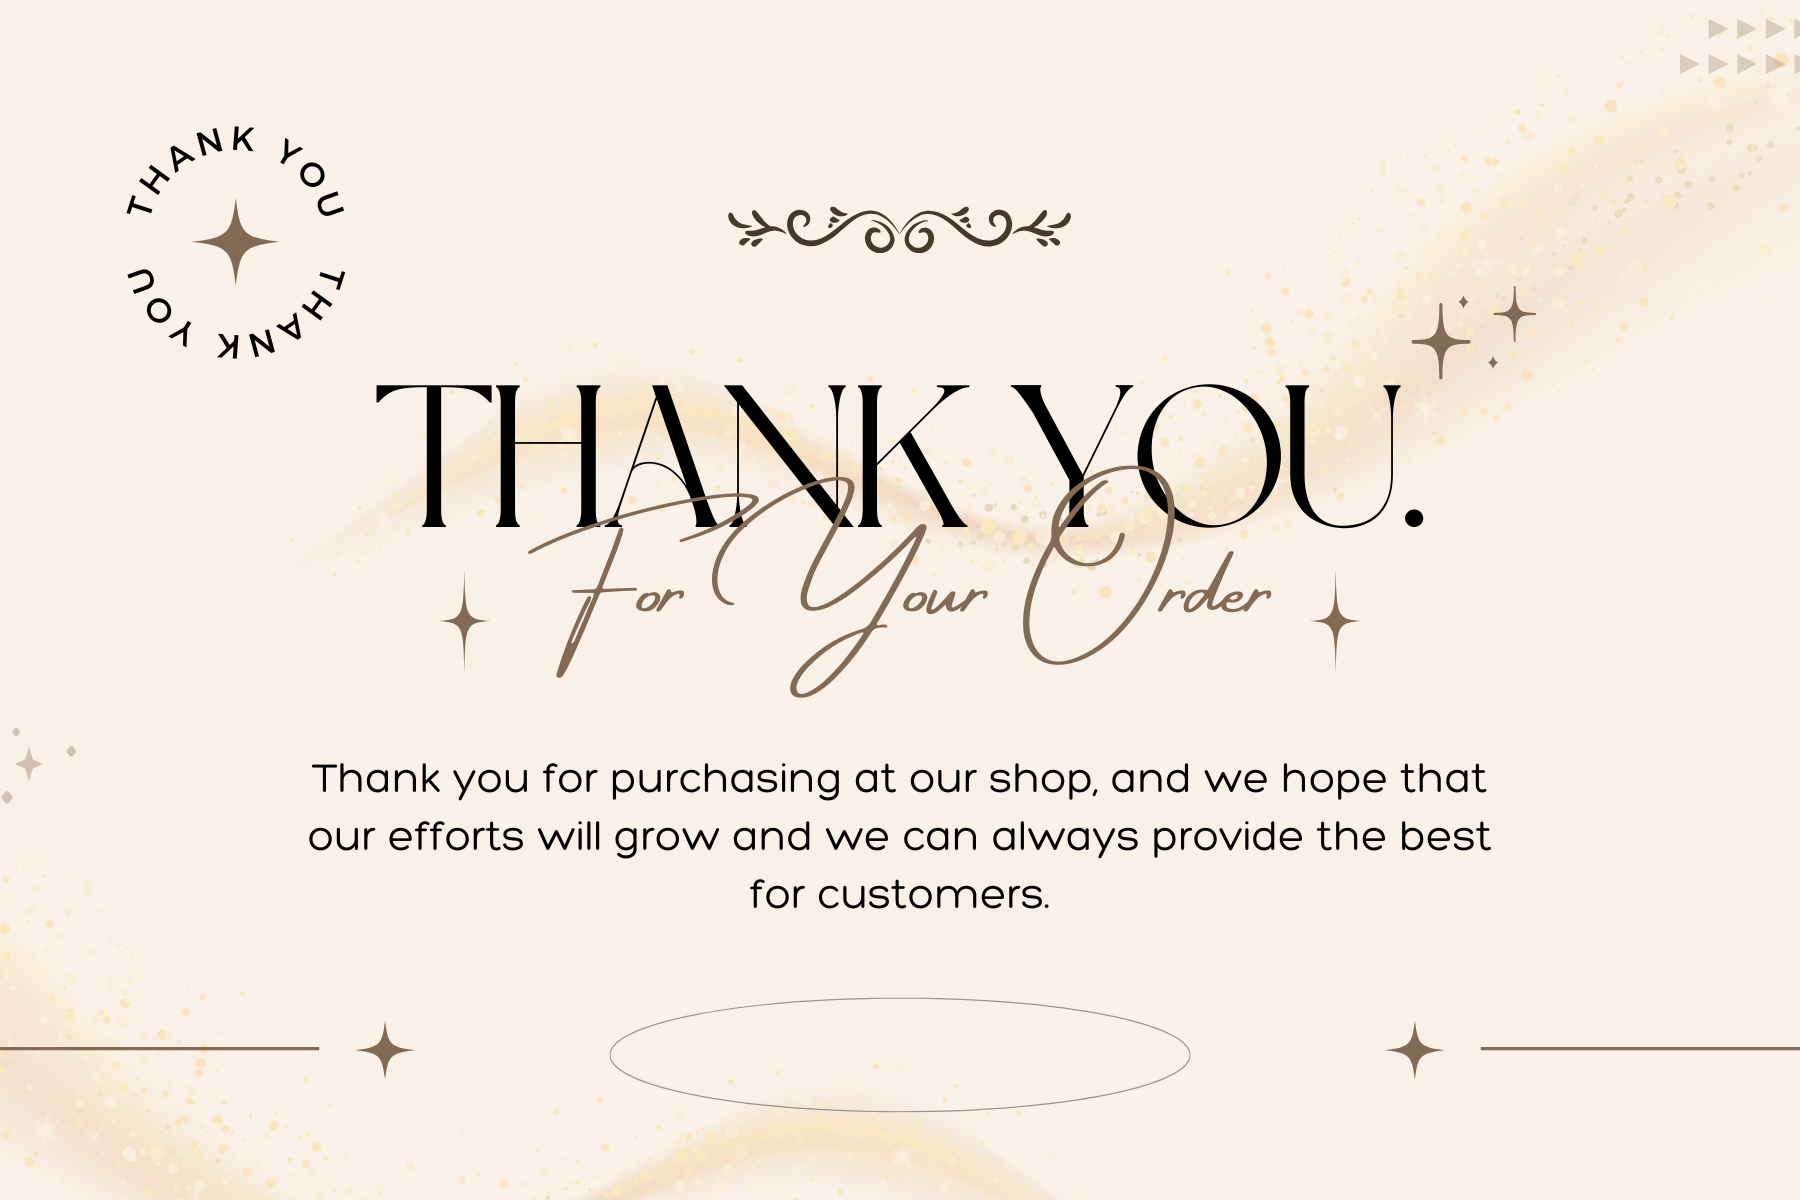 THANK YOU
THANK YOU
THANK YOU.
For Your Order
Thank you for purchasing at our shop, and we hope that
our efforts will grow and we can always provide the best
for customers.